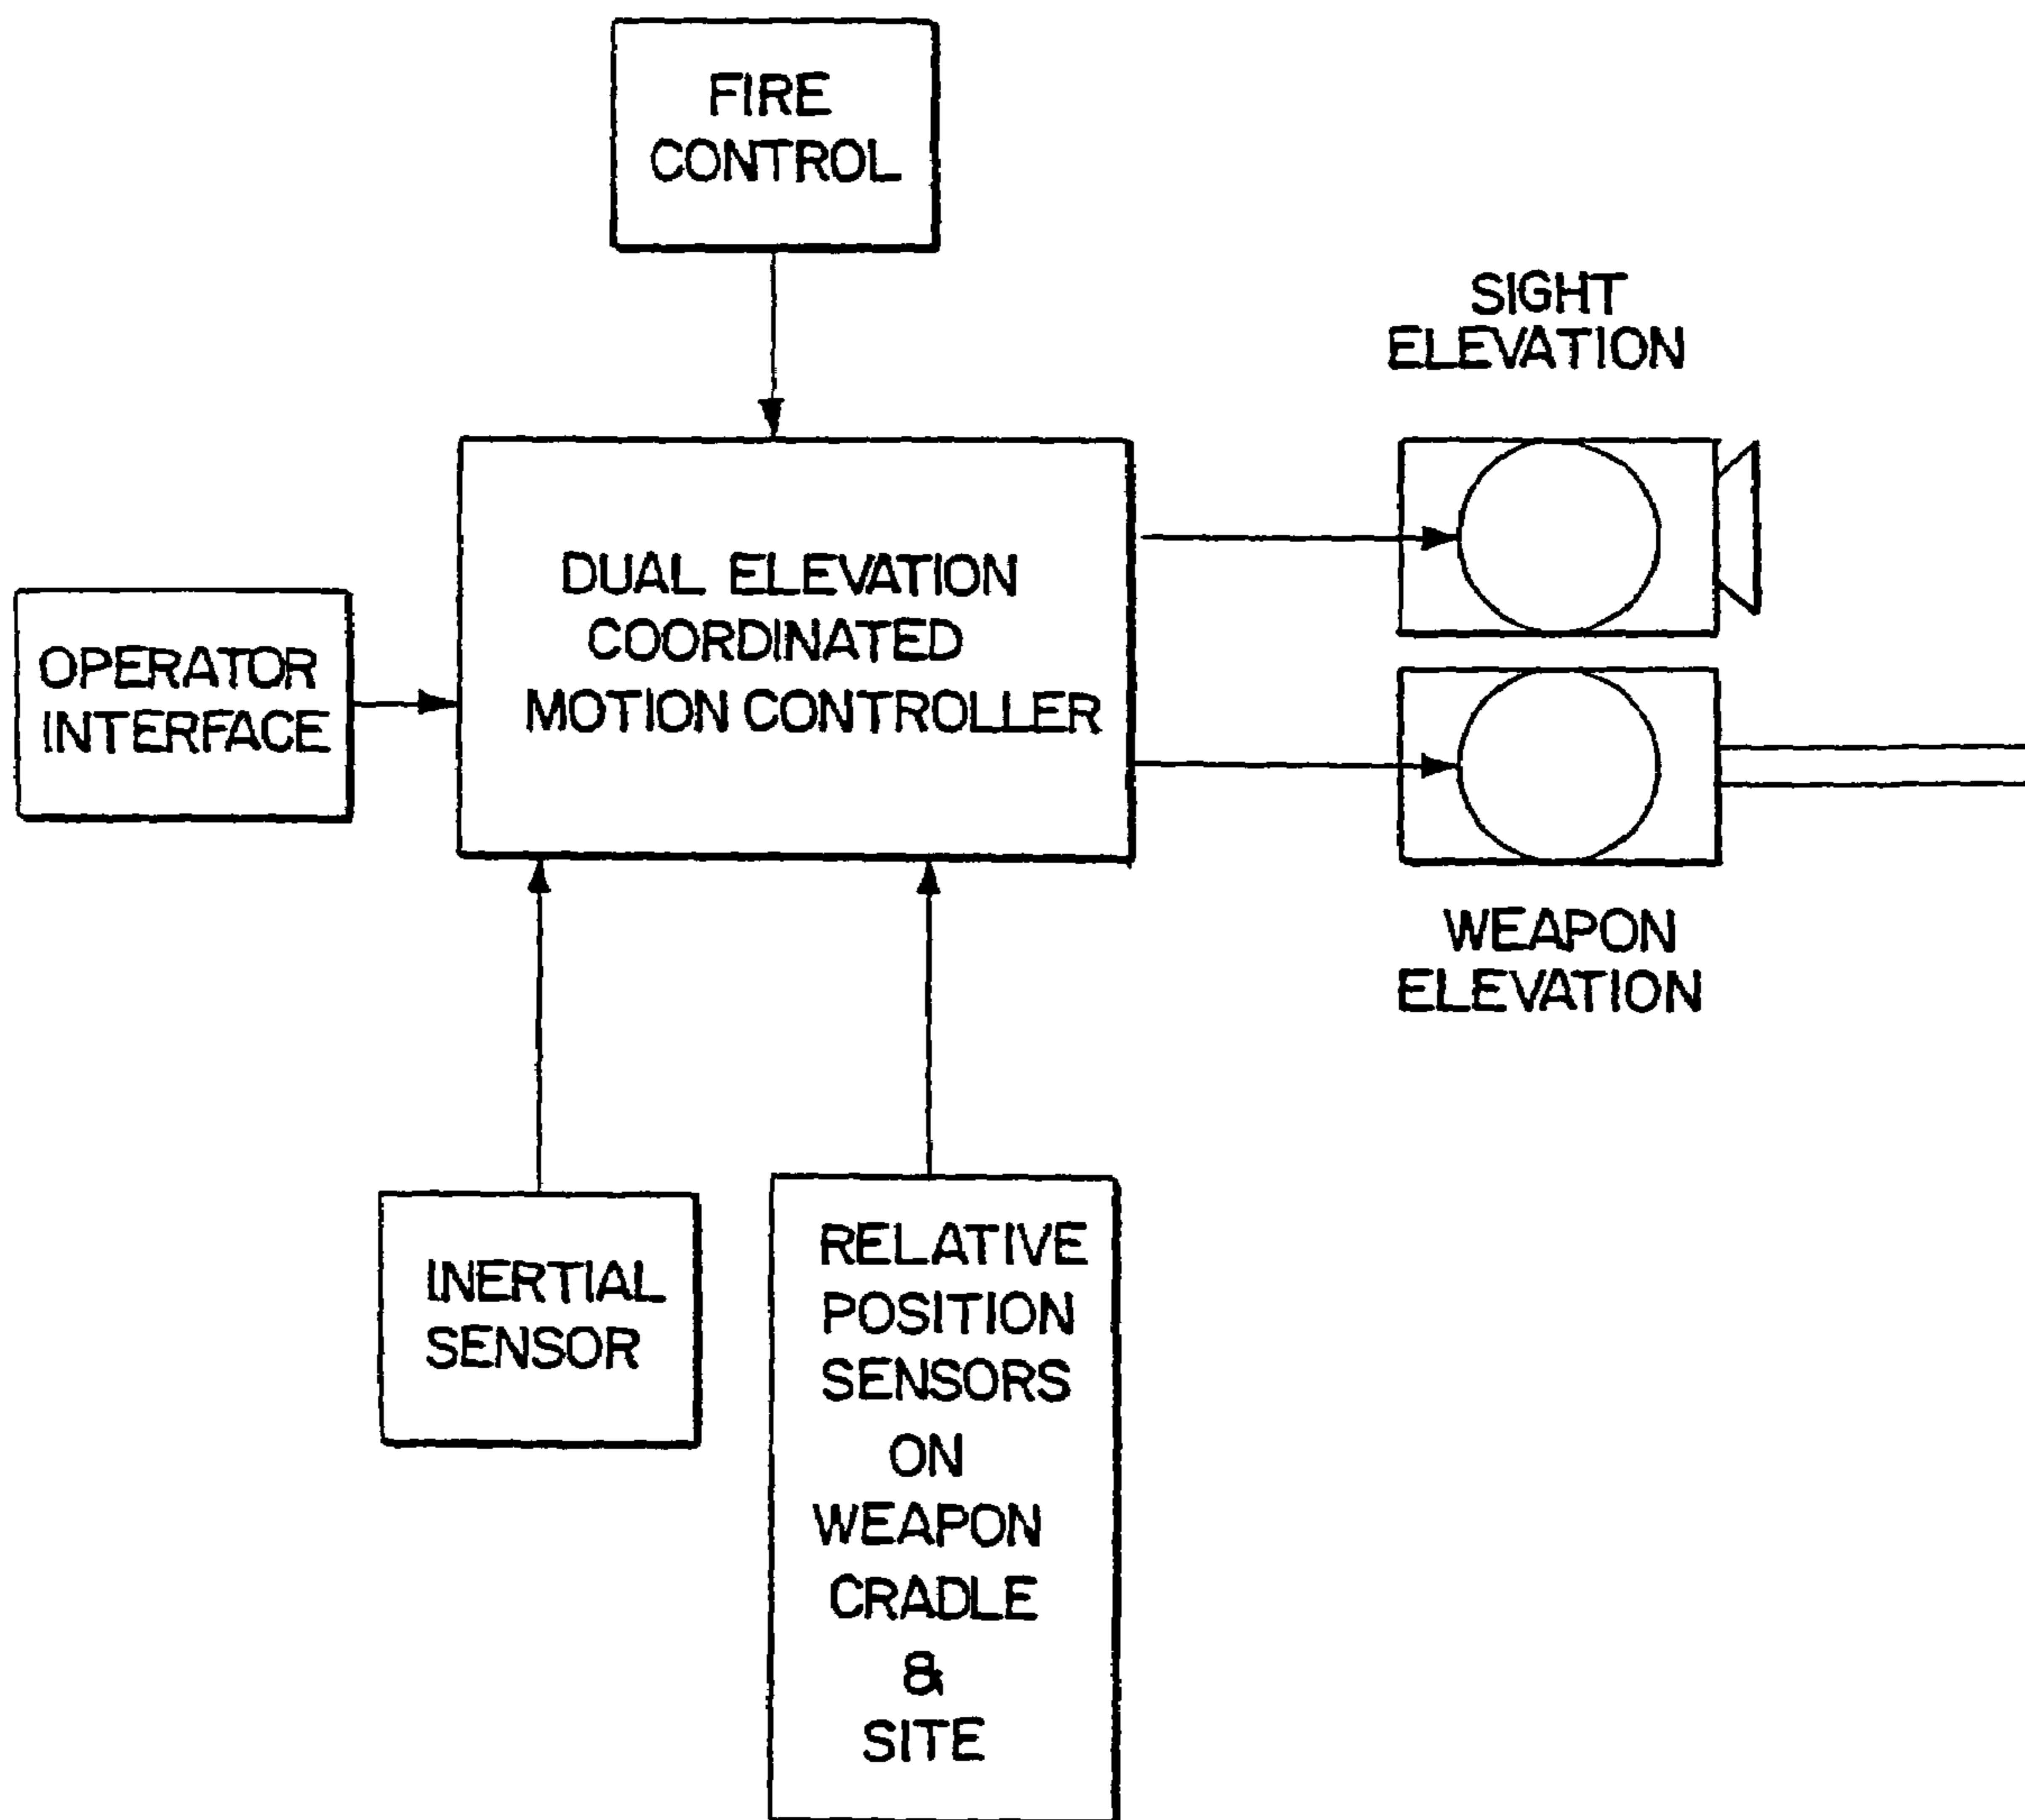 FIRE
CONTROL
SIGHT
ELEVATION
DUAL ELEVATION
COORDINATED
MOTION CONTROLLER
OPERATOR
INTERFACE
WEAPON
ELEVATION
INERTIAL
SENSOR
RELATIVE
POSITION
SENSORS
ON
WEAPON
CRADLE
&
SITE